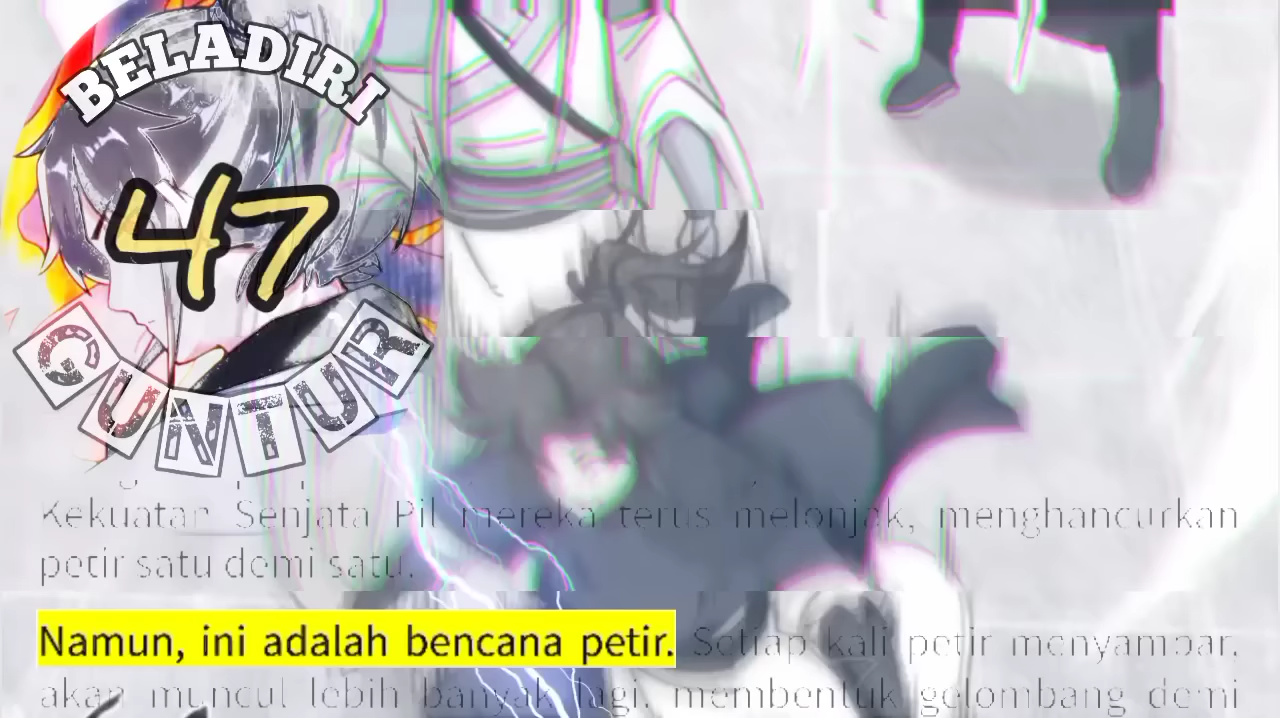 BELADIRI
47
GUNTUR
Kekuatan Senjata Pil mereka terus melonjak, menghancurkan
petir satu demi satu.
Namun, ini adalah bencana petir. Setiap kali petir menyambar,
akan muncul lebih banyak lagi, membentuk gelombang demi